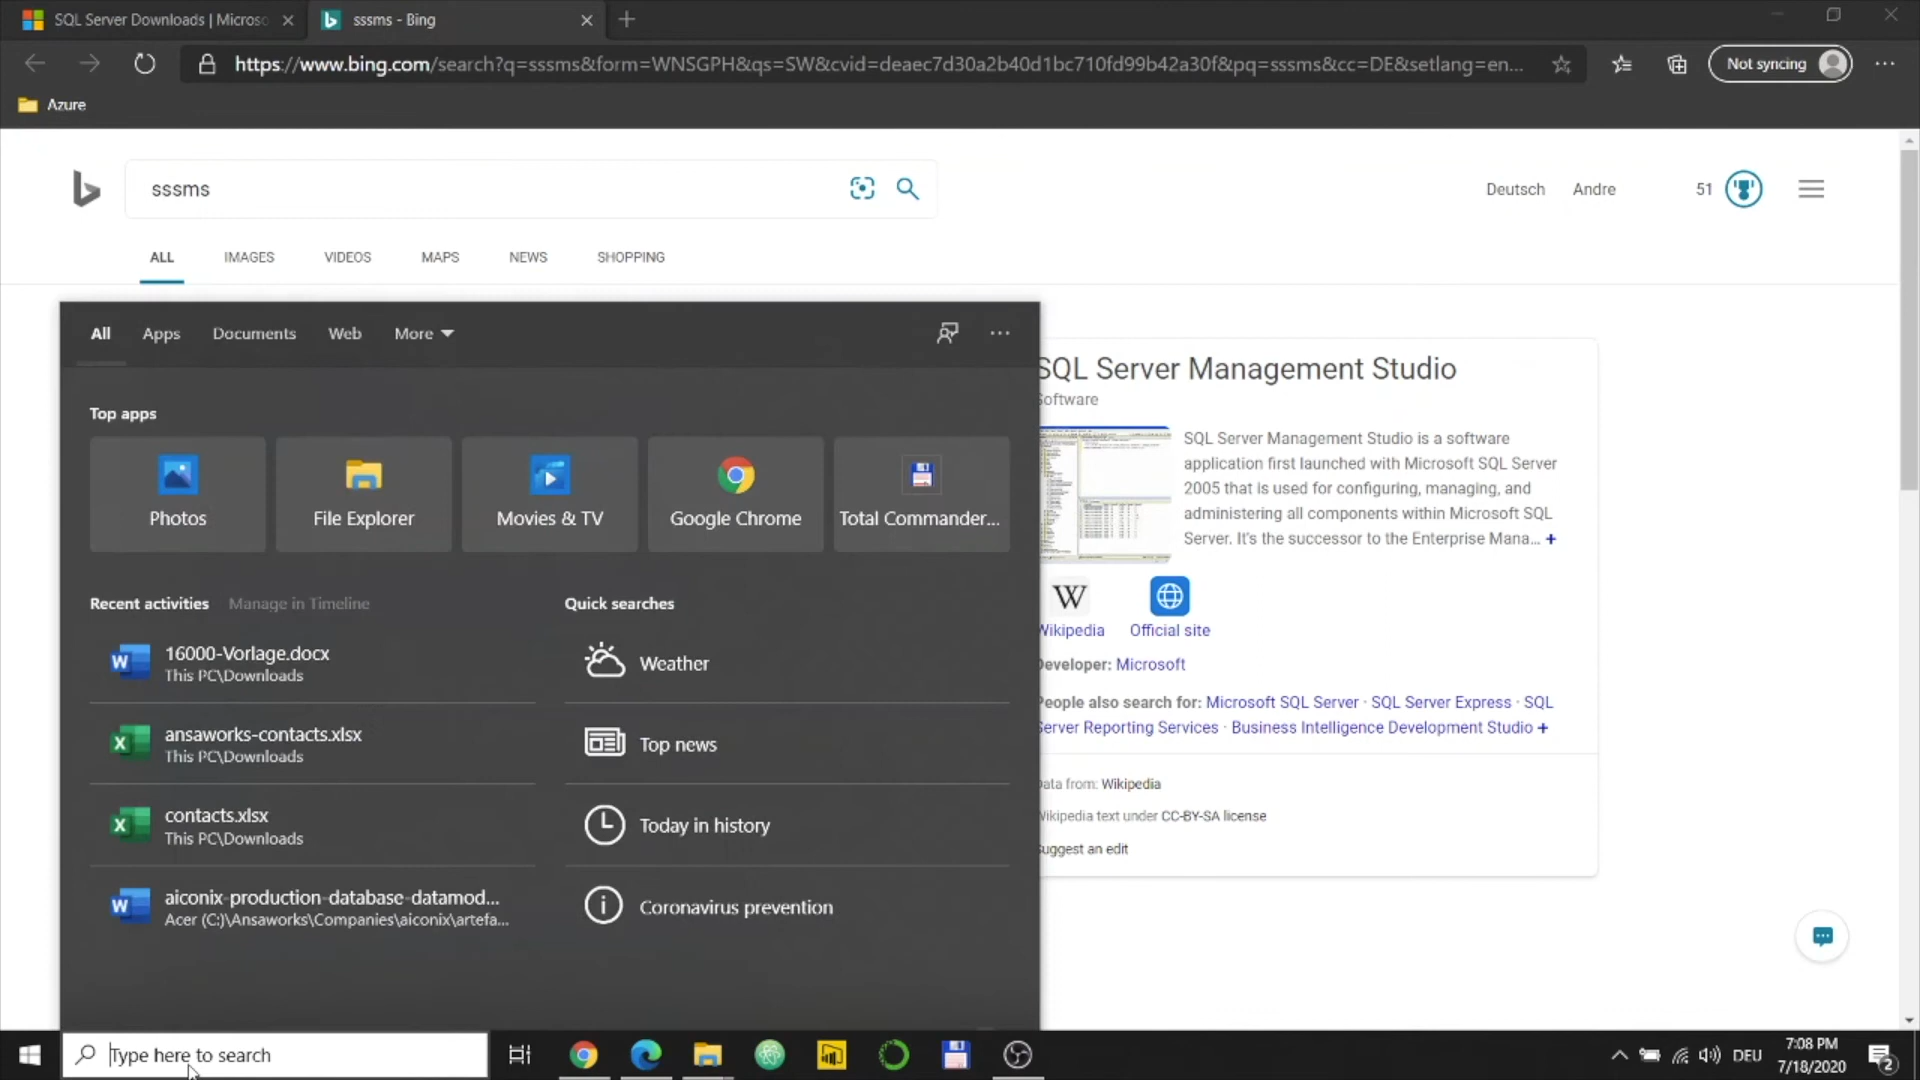 SQL Server Downloads | Microso
sssms - Bing
https://www.bing.com/search?q=sssms&form=WNSGPH&qs=SW&cvid=deaec7d30a2b40d1bc710fd99b42a30f&pq=sssms&cc=DE&setlang=en...
Not syncing
Azure
sssms
Deutsch
Andre
51
ALL
IMAGES
VIDEOS
MAPS
NEWS
SHOPPING
All
Apps
Documents
Web
More
Top apps
Photos
File Explorer
Movies & TV
Google Chrome
Total Commander...
Recent activities
Manage in Timeline
16000-Vorlage.docx
This PC\Downloads
ansaworks-contacts.xlsx
This PC\Downloads
contacts.xlsx
This PC\Downloads
aiconix-production-database-datamod...
Acer (C:)\Ansaworks\Companies\aiconix\artefa...
Quick searches
Weather
Top news
Today in history
Coronavirus prevention
SQL Server Management Studio
Software
SQL Server Management Studio is a software
application first launched with Microsoft SQL Server
2005 that is used for configuring, managing, and
administering all components within Microsoft SQL
Server. It's the successor to the Enterprise Mana... +
Wikipedia
Official site
Developer: Microsoft
People also search for: Microsoft SQL Server · SQL Server Express · SQL
Server Reporting Services · Business Intelligence Development Studio +
Data from: Wikipedia
Wikipedia text under CC-BY-SA license
Suggest an edit
Type here to search
DEU
7:08 PM
7/18/2020
2